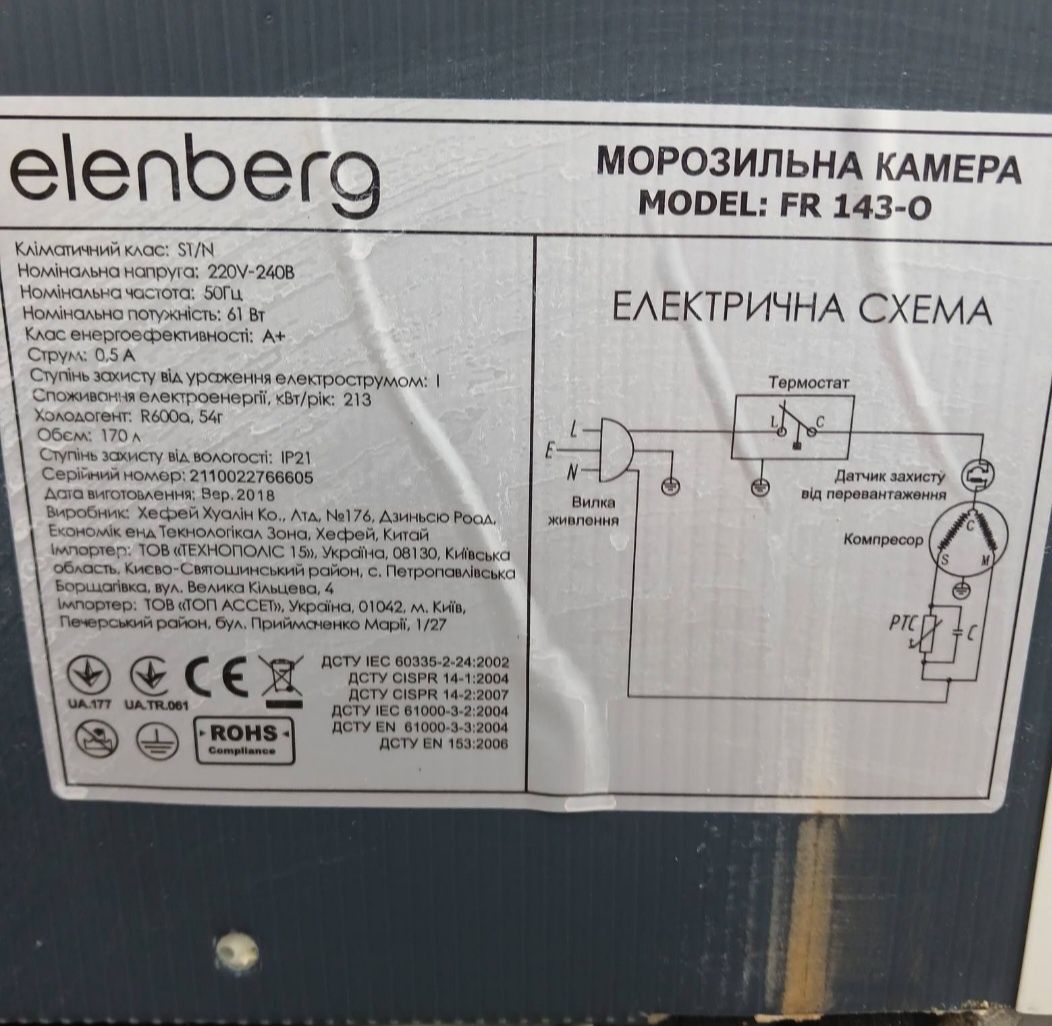 elenberg
МОРОЗИЛЬНА КАМЕРА
MODEL: FR 143-O
Кліматичний клас: ST/N
Номінальна напруга: 220V-240В
Номінальна частота: 50Гц
Номінальна потужність: 61 Вт
Клас енергоефективності: A+
Струм: 0,5 А
Ступінь захисту від ураження електрострумом: I
Споживання електроенергії, кВт/рік: 213
Холодогент: R600a, 54г
Обєм: 170 л
Ступінь захисту від вологості: IP21
Серійний номер: 2110022766605
Дата виготовлення: Вер. 2018
Виробник: Хефей Хуалін Ко., Лтд, №176, Дзиньсю Роад,
Економік енд Текнологікал Зона, Хефей, Китай
Імпортер: ТОВ «ТЕХНОПОЛІС 15», Україна, 08130, Київська
область, Києво-Святошинський район, с. Петропавлівська
Борщагівка, вул. Велика Кільцева, 4
Імпортер: ТОВ «ТОП АССЕТ», Україна, 01042, м. Київ,
Печерський район, бул. Приймаченко Марії, 1/27
UA.177
UA.TR.061
CE
ROHS
Compliance
ДСТУ IEC 60335-2-24:2002
ДСТУ CISPR 14-1:2004
ДСТУ CISPR 14-2:2007
ДСТУ IEC 61000-3-2:2004
ДСТУ EN 61000-3-3:2004
ДСТУ EN 153:2006
ЕЛЕКТРИЧНА СХЕМА
Термостат
L C
L
E
N
Вилка
живлення
Датчик захисту
від перевантаження
Компресор
C
S M
PTC
C